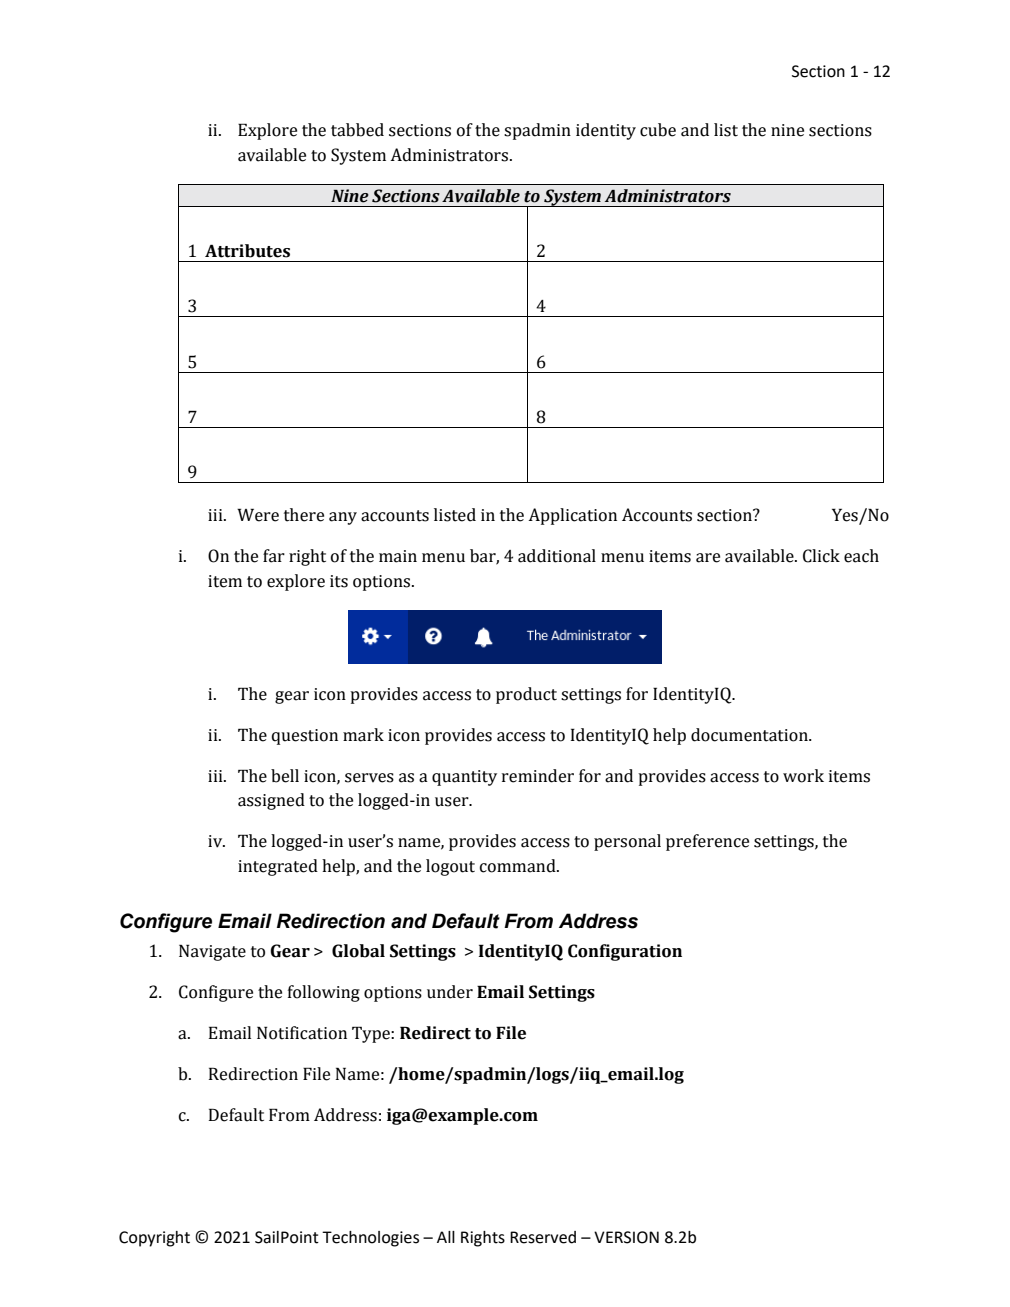 Section 1 - 12
ii. Explore the tabbed sections of the spadmin identity cube and list the nine sections
available to System Administrators.
Nine Sections Available to System Administrators
1 Attributes
2
3
4
5
6
7
8
9
iii. Were there any accounts listed in the Application Accounts section? Yes/No
i. On the far right of the main menu bar, 4 additional menu items are available. Click each
item to explore its options.
The Administrator
i. The gear icon provides access to product settings for IdentityIQ.
ii. The question mark icon provides access to IdentityIQ help documentation.
iii. The bell icon, serves as a quantity reminder for and provides access to work items
assigned to the logged-in user.
iv. The logged-in user’s name, provides access to personal preference settings, the
integrated help, and the logout command.
Configure Email Redirection and Default From Address
1. Navigate to Gear > Global Settings > IdentityIQ Configuration
2. Configure the following options under Email Settings
a. Email Notification Type: Redirect to File
b. Redirection File Name: /home/spadmin/logs/iiq_email.log
c. Default From Address: iga@example.com
Copyright © 2021 SailPoint Technologies – All Rights Reserved – VERSION 8.2b